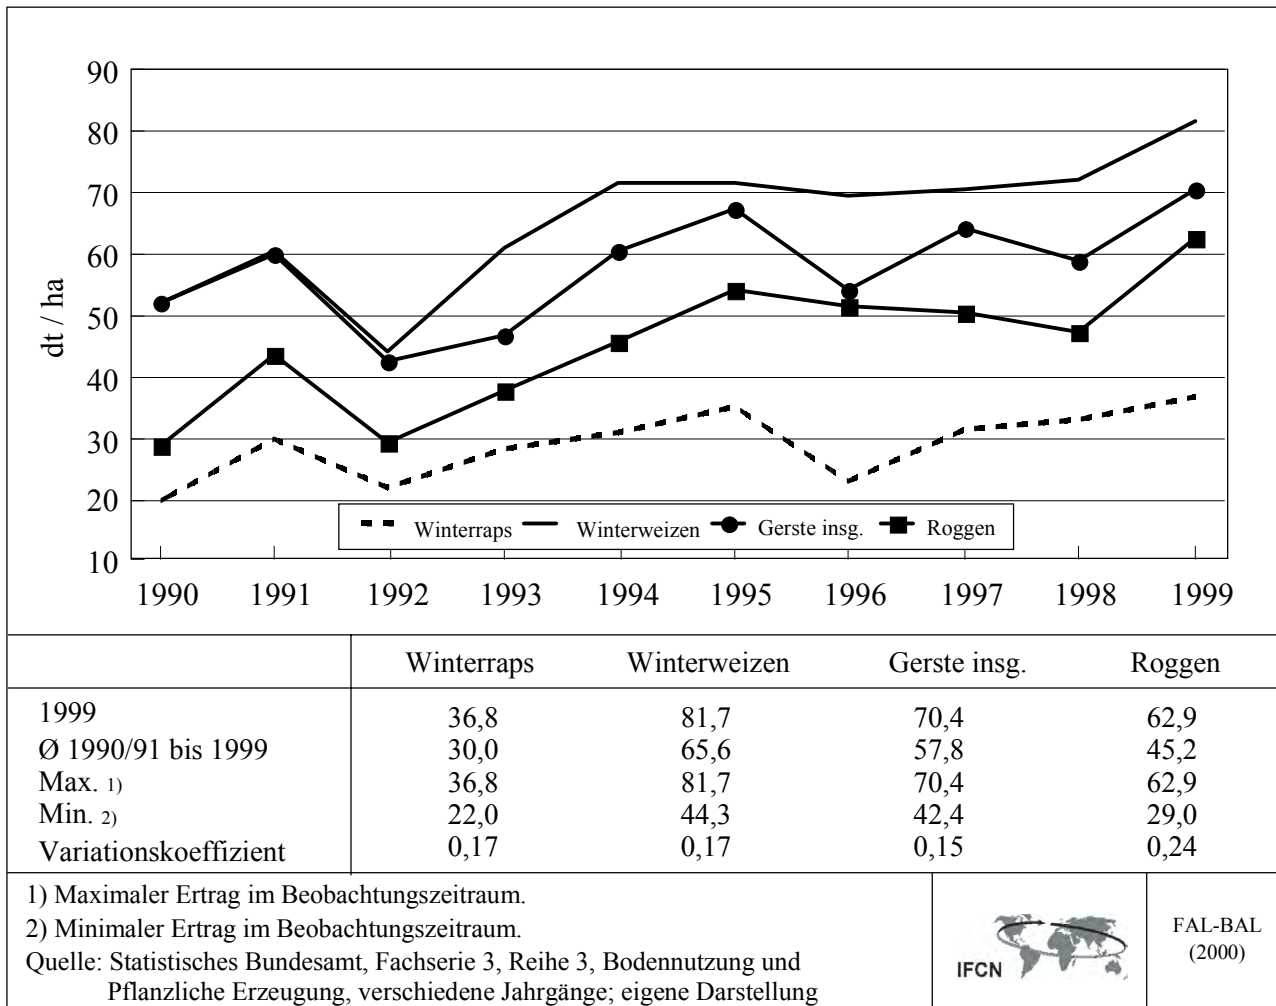 90
80
70
60
50
40
30
20
10
dt / ha
Winterraps Winterweizen Gerste insg. Roggen
1990 1991 1992 1993 1994 1995 1996 1997 1998 1999
Winterraps Winterweizen Gerste insg. Roggen
1999 36,8 81,7 70,4 62,9
Ø 1990/91 bis 1999 30,0 65,6 57,8 45,2
Max. 1) 36,8 81,7 70,4 62,9
Min. 2) 22,0 44,3 42,4 29,0
Variationskoeffizient 0,17 0,17 0,15 0,24
1) Maximaler Ertrag im Beobachtungszeitraum.
2) Minimaler Ertrag im Beobachtungszeitraum.
Quelle: Statistisches Bundesamt, Fachserie 3, Reihe 3, Bodennutzung und
Pflanzliche Erzeugung, verschiedene Jahrgänge; eigene Darstellung
IFCN
FAL-BAL
(2000)